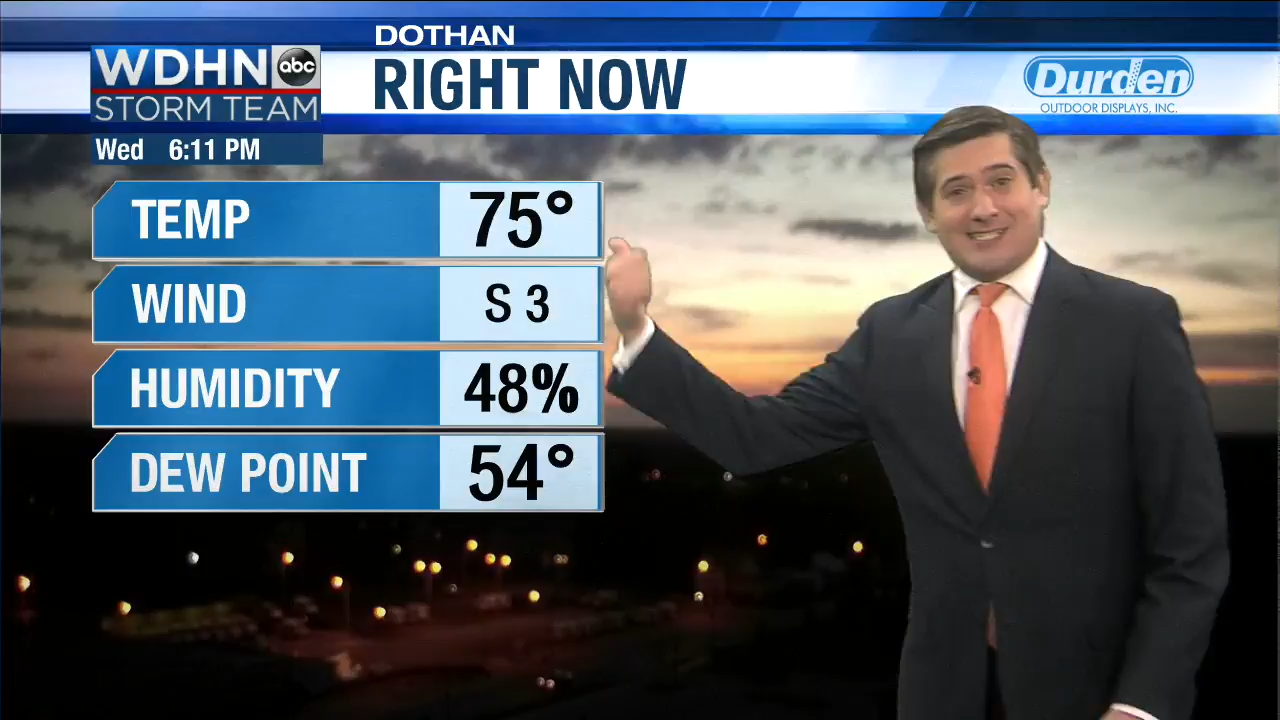 DOTHAN
WDHN abc
STORM TEAM
RIGHT NOW
Durden
OUTDOOR DISPLAYS, INC.
Wed 6:11 PM
TEMP 75°
WIND S 3
HUMIDITY 48%
DEW POINT 54°